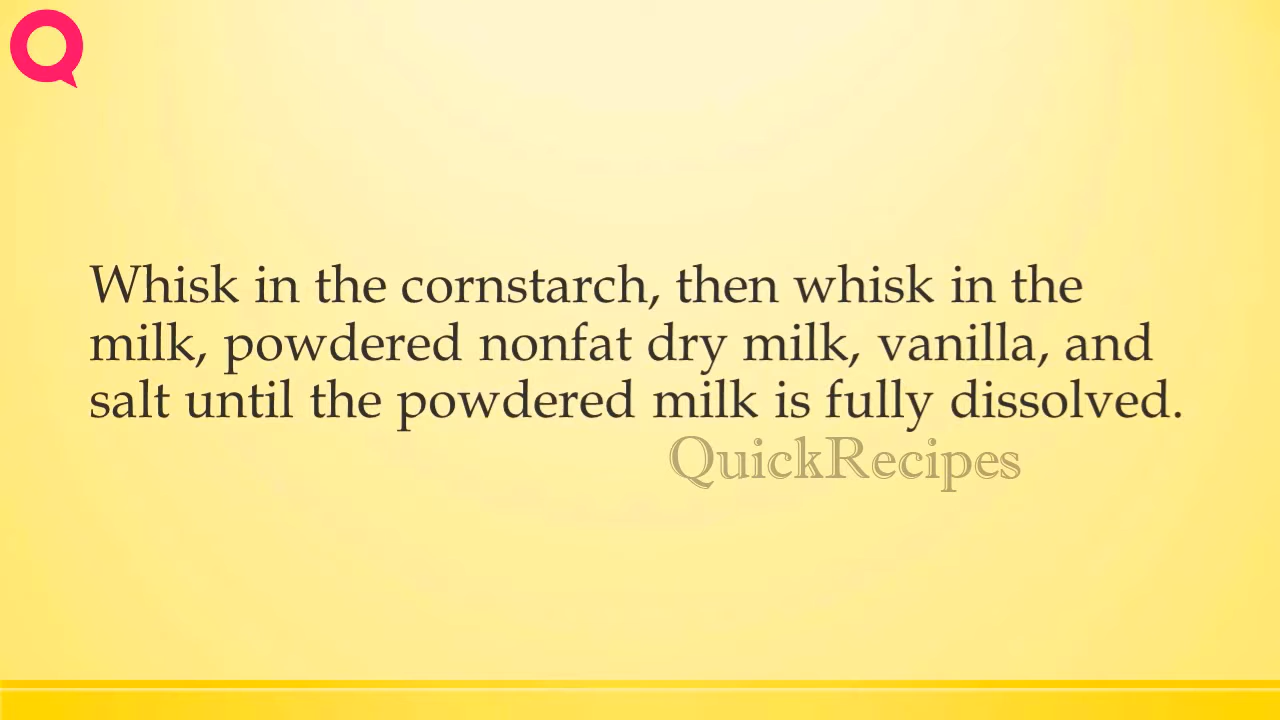 Whisk in the cornstarch, then whisk in the
milk, powdered nonfat dry milk, vanilla, and
salt until the powdered milk is fully dissolved.
QuickRecipes